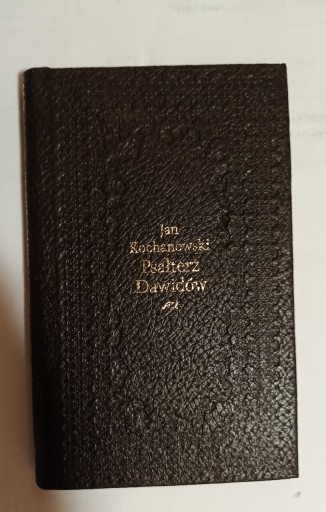 Jan
Kochanowski
Psałterz
Dawidów